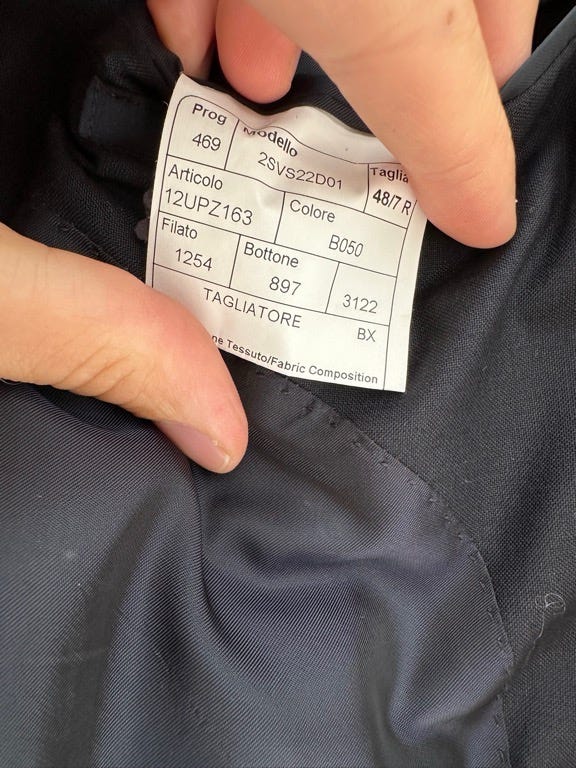 Prog
469
Modello
2SVS22D01
Taglia
48/7 R
Articolo
12UPZ163
Colore
B050
Filato
1254
Bottone
897
3122
TAGLIATORE
BX
Tessuto/Fabric Composition